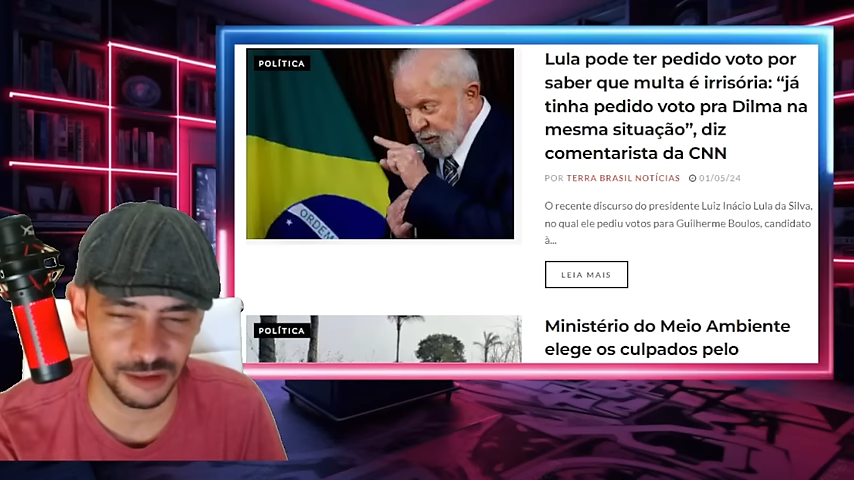 POLÍTICA
Lula pode ter pedido voto por
saber que multa é irrisória: “já
tinha pedido voto pra Dilma na
mesma situação”, diz
comentarista da CNN
POR TERRA BRASIL NOTÍCIAS 01/05/24
O recente discurso do presidente Luiz Inácio Lula da Silva,
no qual ele pediu votos para Guilherme Boulos, candidato
à...
LEIA MAIS
ORDEM
POLÍTICA
Ministério do Meio Ambiente
elege os culpados pelo